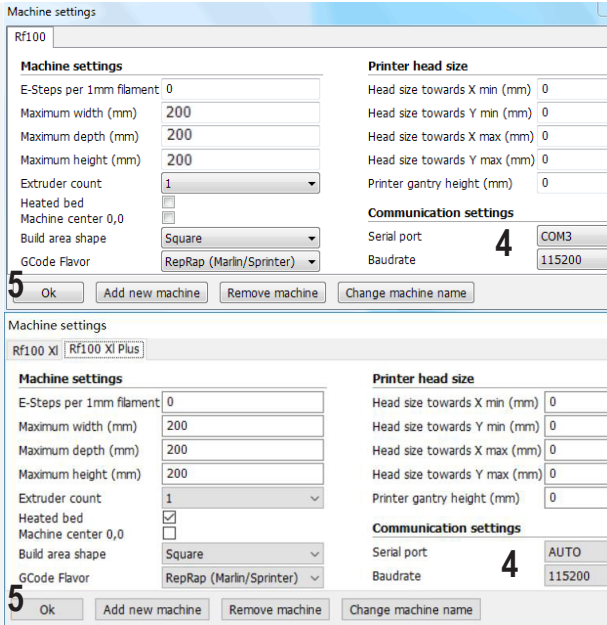 Machine settings
Rf100
Machine settings Printer head size
E-Steps per 1mm filament 0 Head size towards X min (mm) 0
Maximum width (mm) 200 Head size towards Y min (mm) 0
Maximum depth (mm) 200 Head size towards X max (mm) 0
Maximum height (mm) 200 Head size towards Y max (mm) 0
Extruder count 1 Printer gantry height (mm) 0
Heated bed
Machine center 0,0 Communication settings
Build area shape Square Serial port 4 COM3
GCode Flavor RepRap (Marlin/Sprinter) Baudrate 115200
5 Ok Add new machine Remove machine Change machine name
Machine settings
Rf100 Xl Rf100 Xl Plus
Machine settings Printer head size
E-Steps per 1mm filament 0 Head size towards X min (mm) 0
Maximum width (mm) 200 Head size towards Y min (mm) 0
Maximum depth (mm) 200 Head size towards X max (mm) 0
Maximum height (mm) 200 Head size towards Y max (mm) 0
Extruder count 1 Printer gantry height (mm) 0
Heated bed
Machine center 0,0 Communication settings
Build area shape Square Serial port 4 AUTO
GCode Flavor RepRap (Marlin/Sprinter) Baudrate 115200
5 Ok Add new machine Remove machine Change machine name